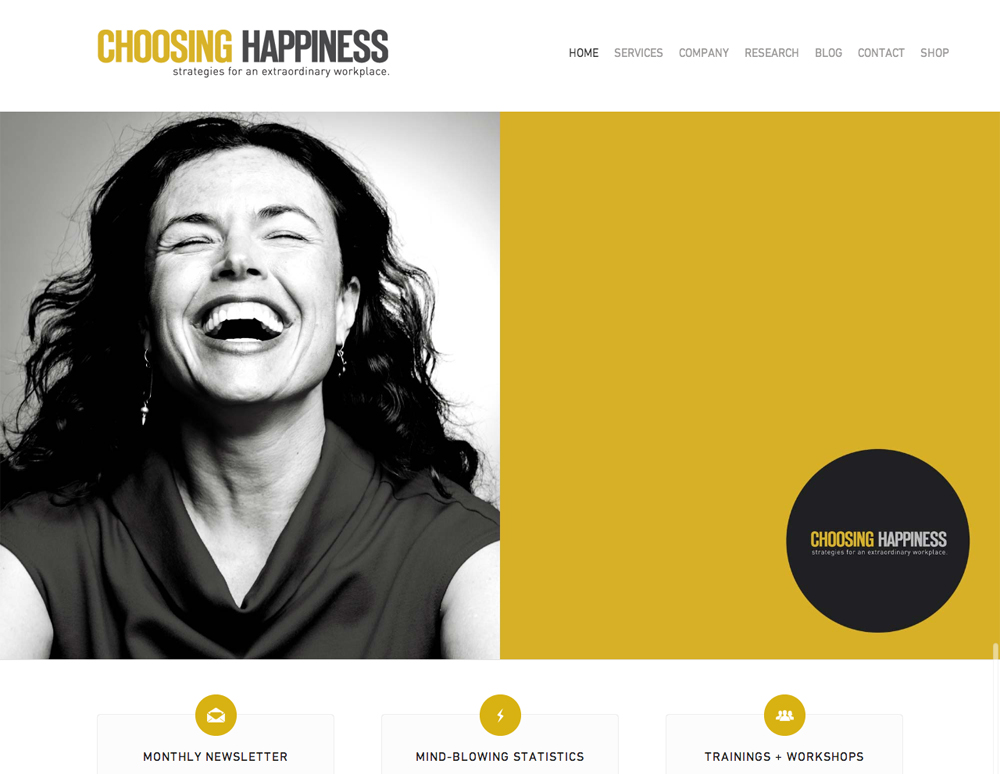 CHOOSING HAPPINESS
strategies for an extraordinary workplace.
HOME SERVICES COMPANY RESEARCH BLOG CONTACT SHOP
CHOOSING HAPPINESS
strategies for an extraordinary workplace.
MONTHLY NEWSLETTER
MIND-BLOWING STATISTICS
TRAININGS + WORKSHOPS